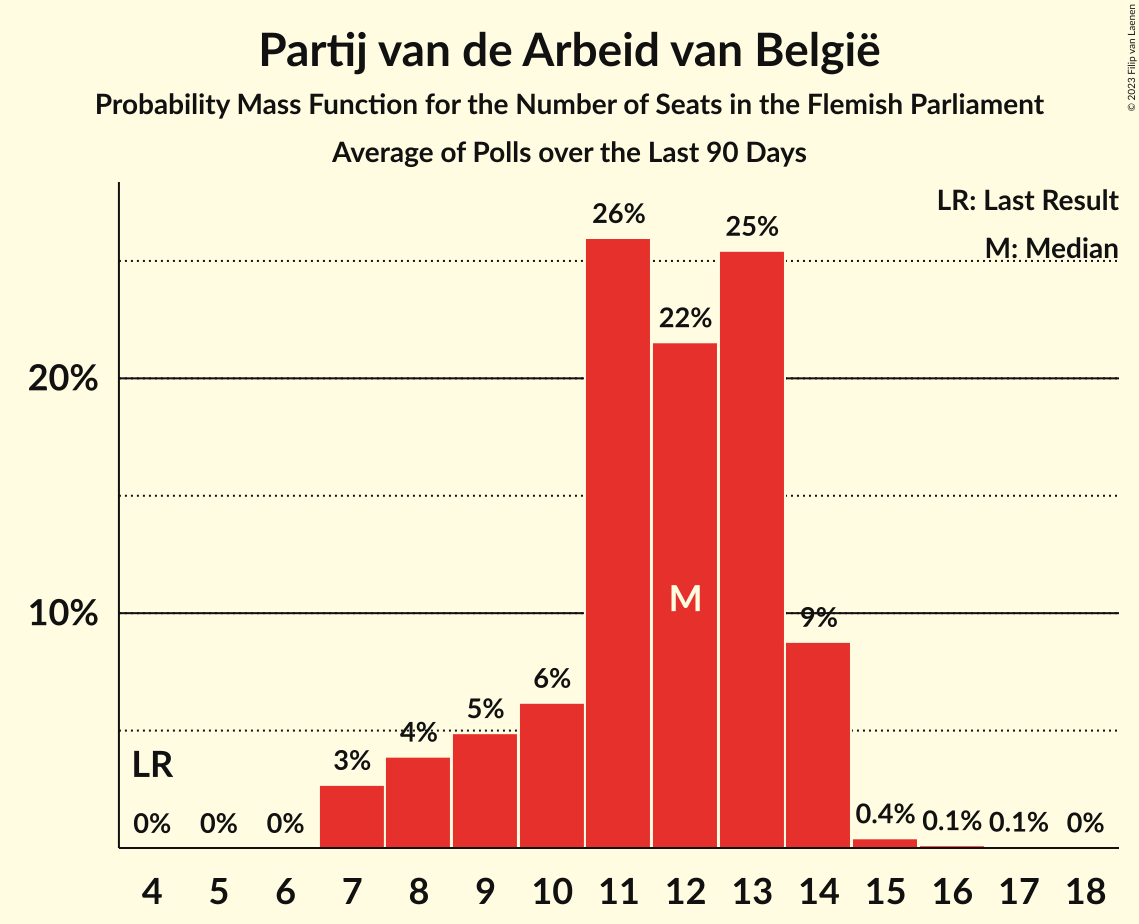 Partij van de Arbeid van België
Probability Mass Function for the Number of Seats in the Flemish Parliament
Average of Polls over the Last 90 Days
© 2023 Filip van Laenen
LR: Last Result
M: Median
26%
25%
22%
20%
M
10%
9%
6%
5%
4%
3%
LR
0% 0% 0% 0.4% 0.1% 0.1% 0%
4 5 6 7 8 9 10 11 12 13 14 15 16 17 18